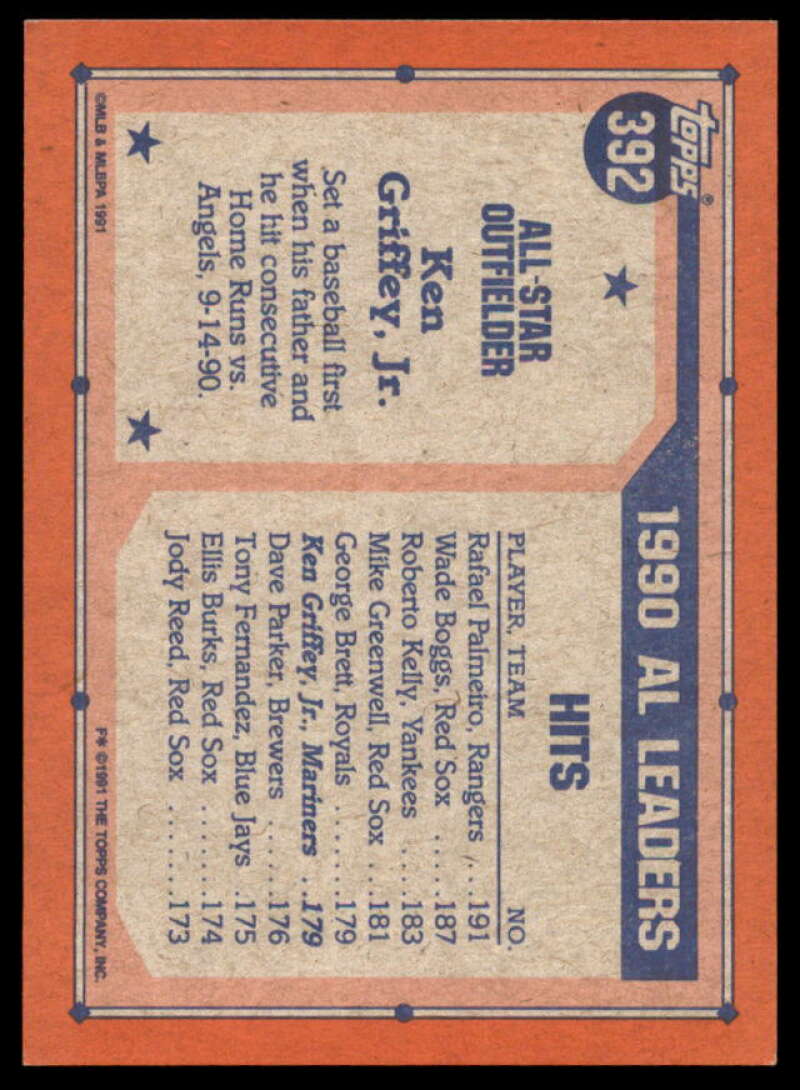 topps®
392
1990 AL LEADERS
ALL-STAR
OUTFIELDER
Ken
Griffey, Jr.
Set a baseball first
when his father and
he hit consecutive
Home Runs vs.
Angels, 9-14-90.
HITS
PLAYER, TEAM NO.
Rafael Palmeiro, Rangers ...191
Wade Boggs, Red Sox .....187
Roberto Kelly, Yankees ....183
Mike Greenwell, Red Sox ...181
George Brett, Royals .......179
Ken Griffey, Jr., Mariners ..179
Dave Parker, Brewers ......176
Tony Fernandez, Blue Jays .175
Ellis Burks, Red Sox .......174
Jody Reed, Red Sox ........173
©MLB & MLBPA 1991
F✻ ©1991 THE TOPPS COMPANY, INC.